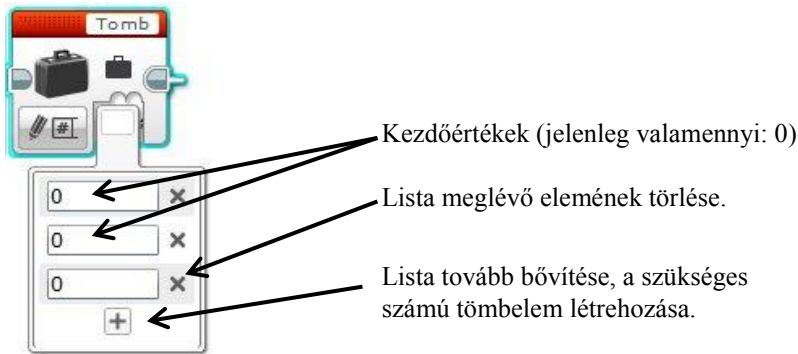 Tomb
#
Kezdőértékek (jelenleg valamennyi: 0)
0
Lista meglévő elemének törlése.
0
0
Lista tovább bővítése, a szükséges
számú tömbelem létrehozása.